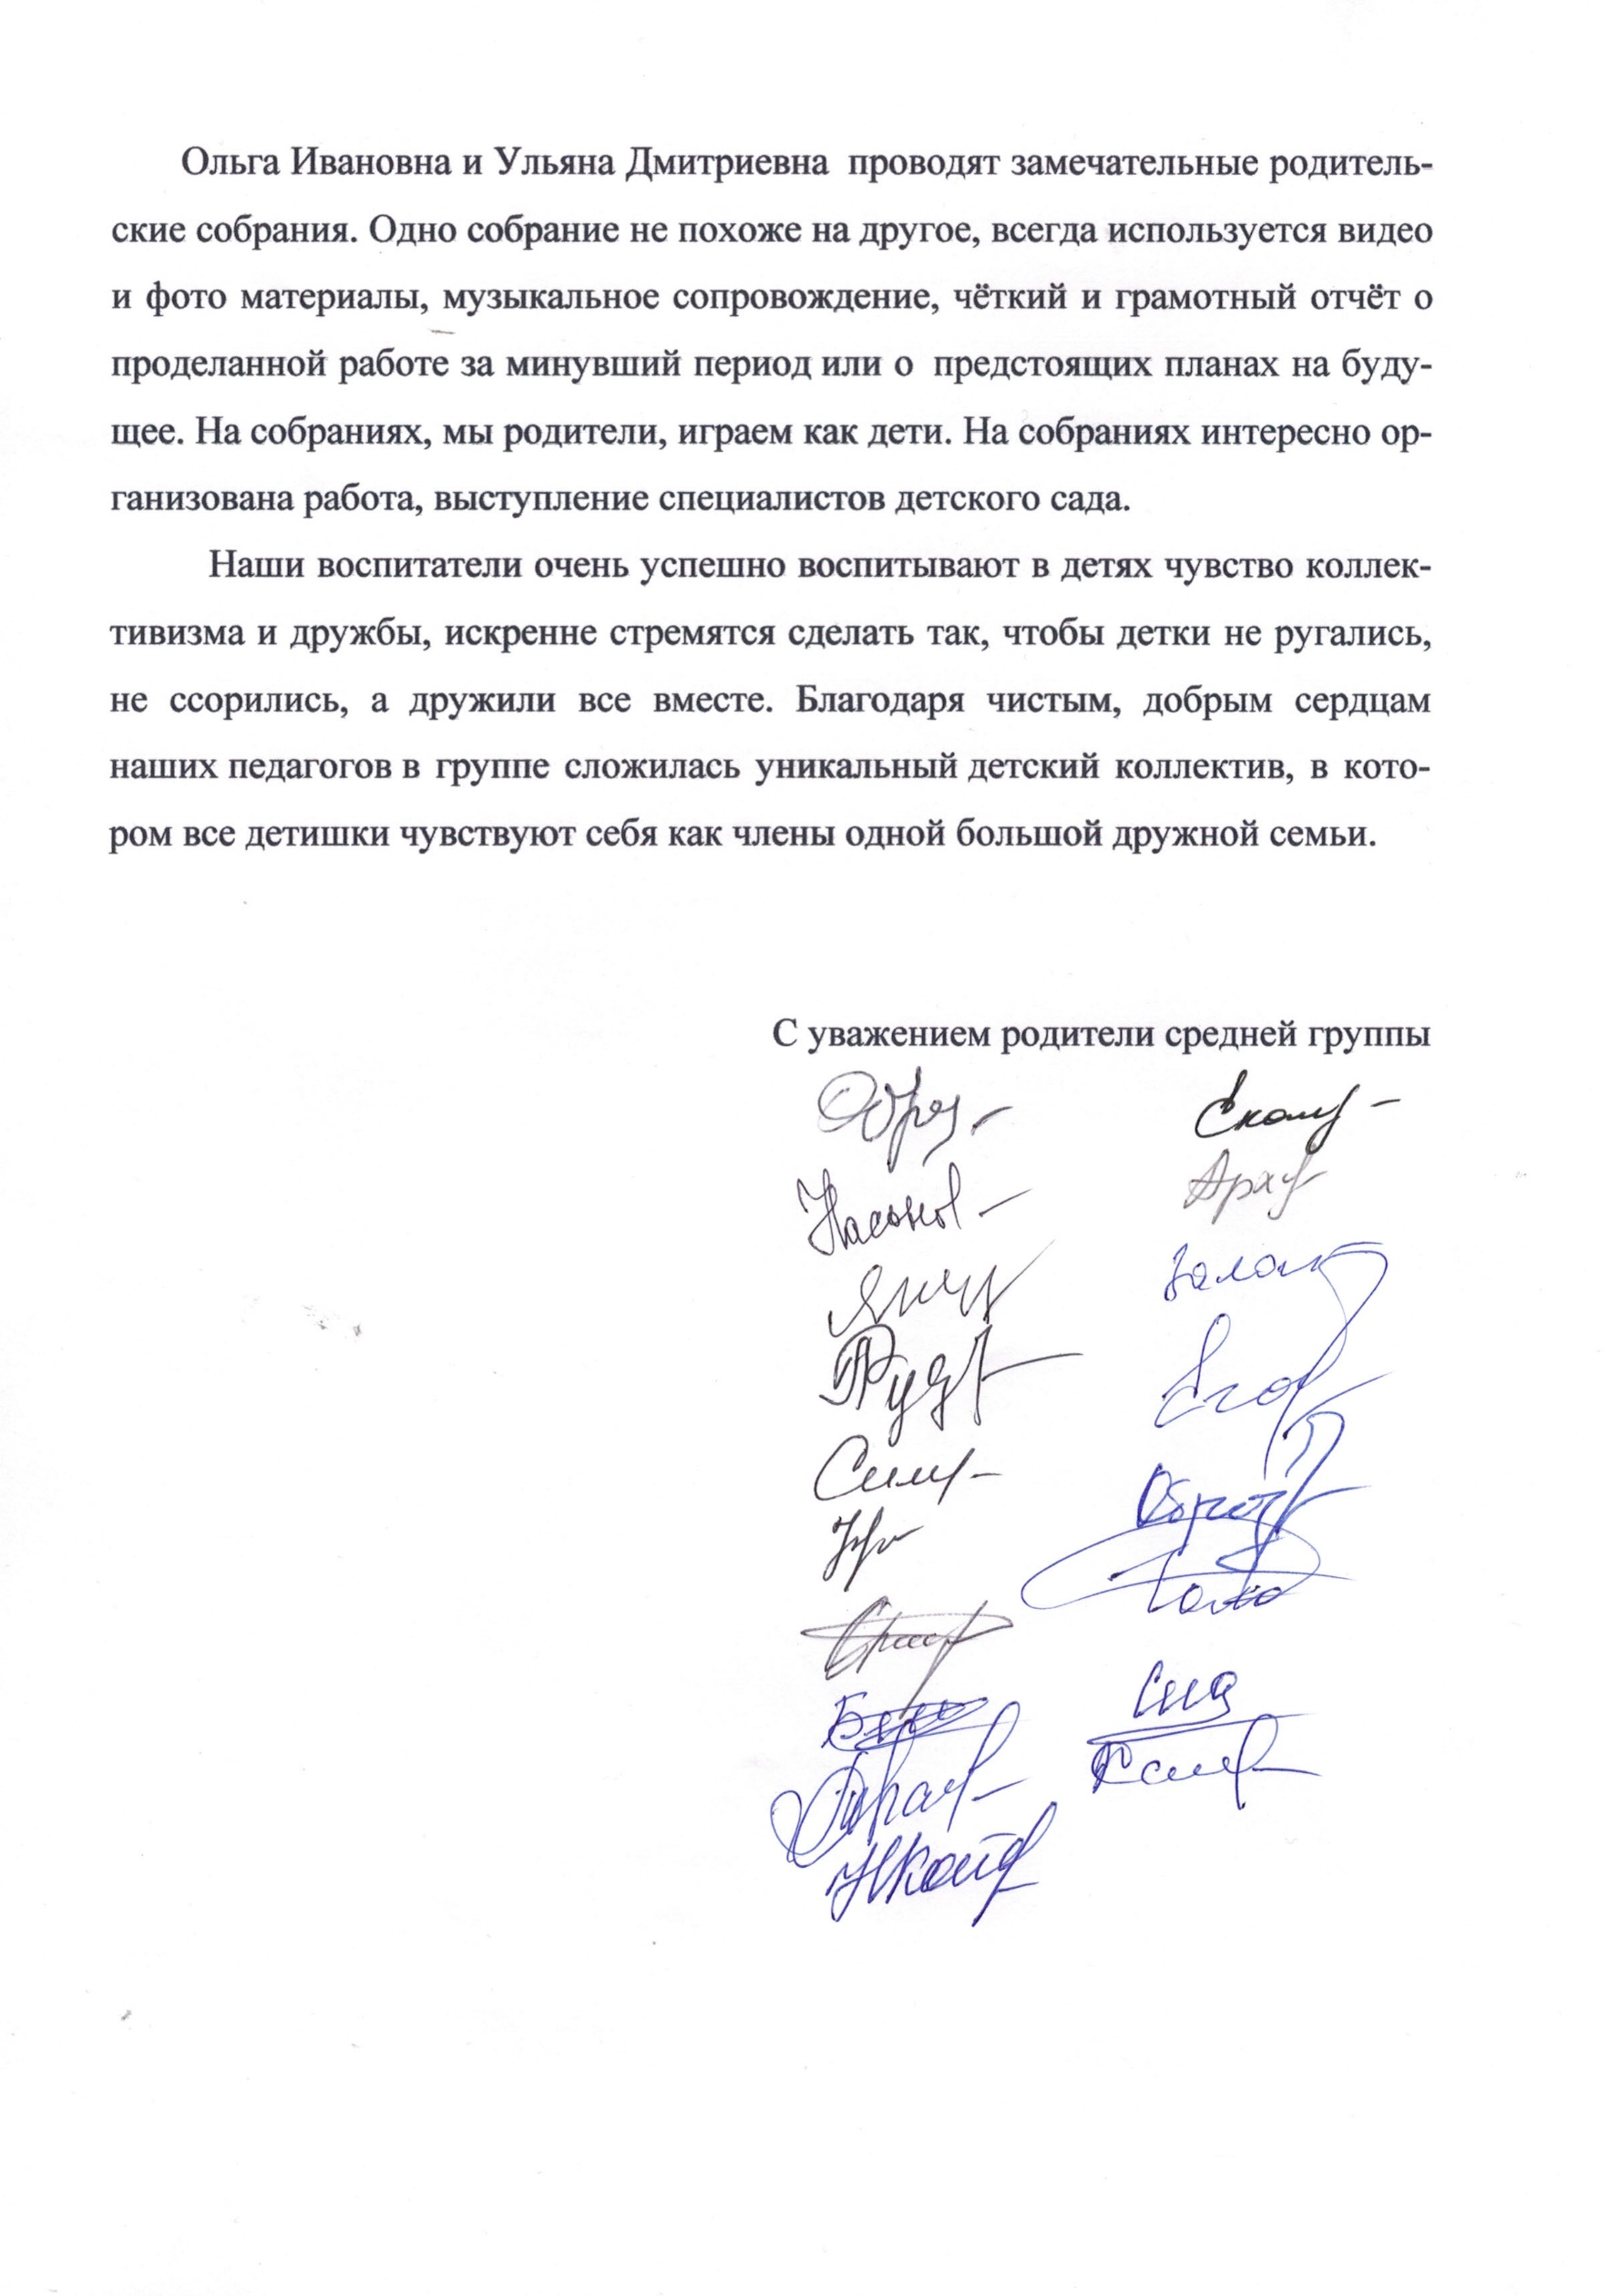 Ольга Ивановна и Ульяна Дмитриевна проводят замечательные родитель-
ские собрания. Одно собрание не похоже на другое, всегда используется видео
и фото материалы, музыкальное сопровождение, чёткий и грамотный отчёт о
проделанной работе за минувший период или о предстоящих планах на буду-
щее. На собраниях, мы родители, играем как дети. На собраниях интересно ор-
ганизована работа, выступление специалистов детского сада.
Наши воспитатели очень успешно воспитывают в детях чувство коллек-
тивизма и дружбы, искренне стремятся сделать так, чтобы детки не ругались,
не ссорились, а дружили все вместе. Благодаря чистым, добрым сердцам
наших педагогов в группе сложилась уникальный детский коллектив, в кото-
ром все детишки чувствуют себя как члены одной большой дружной семьи.
С уважением родители средней группы